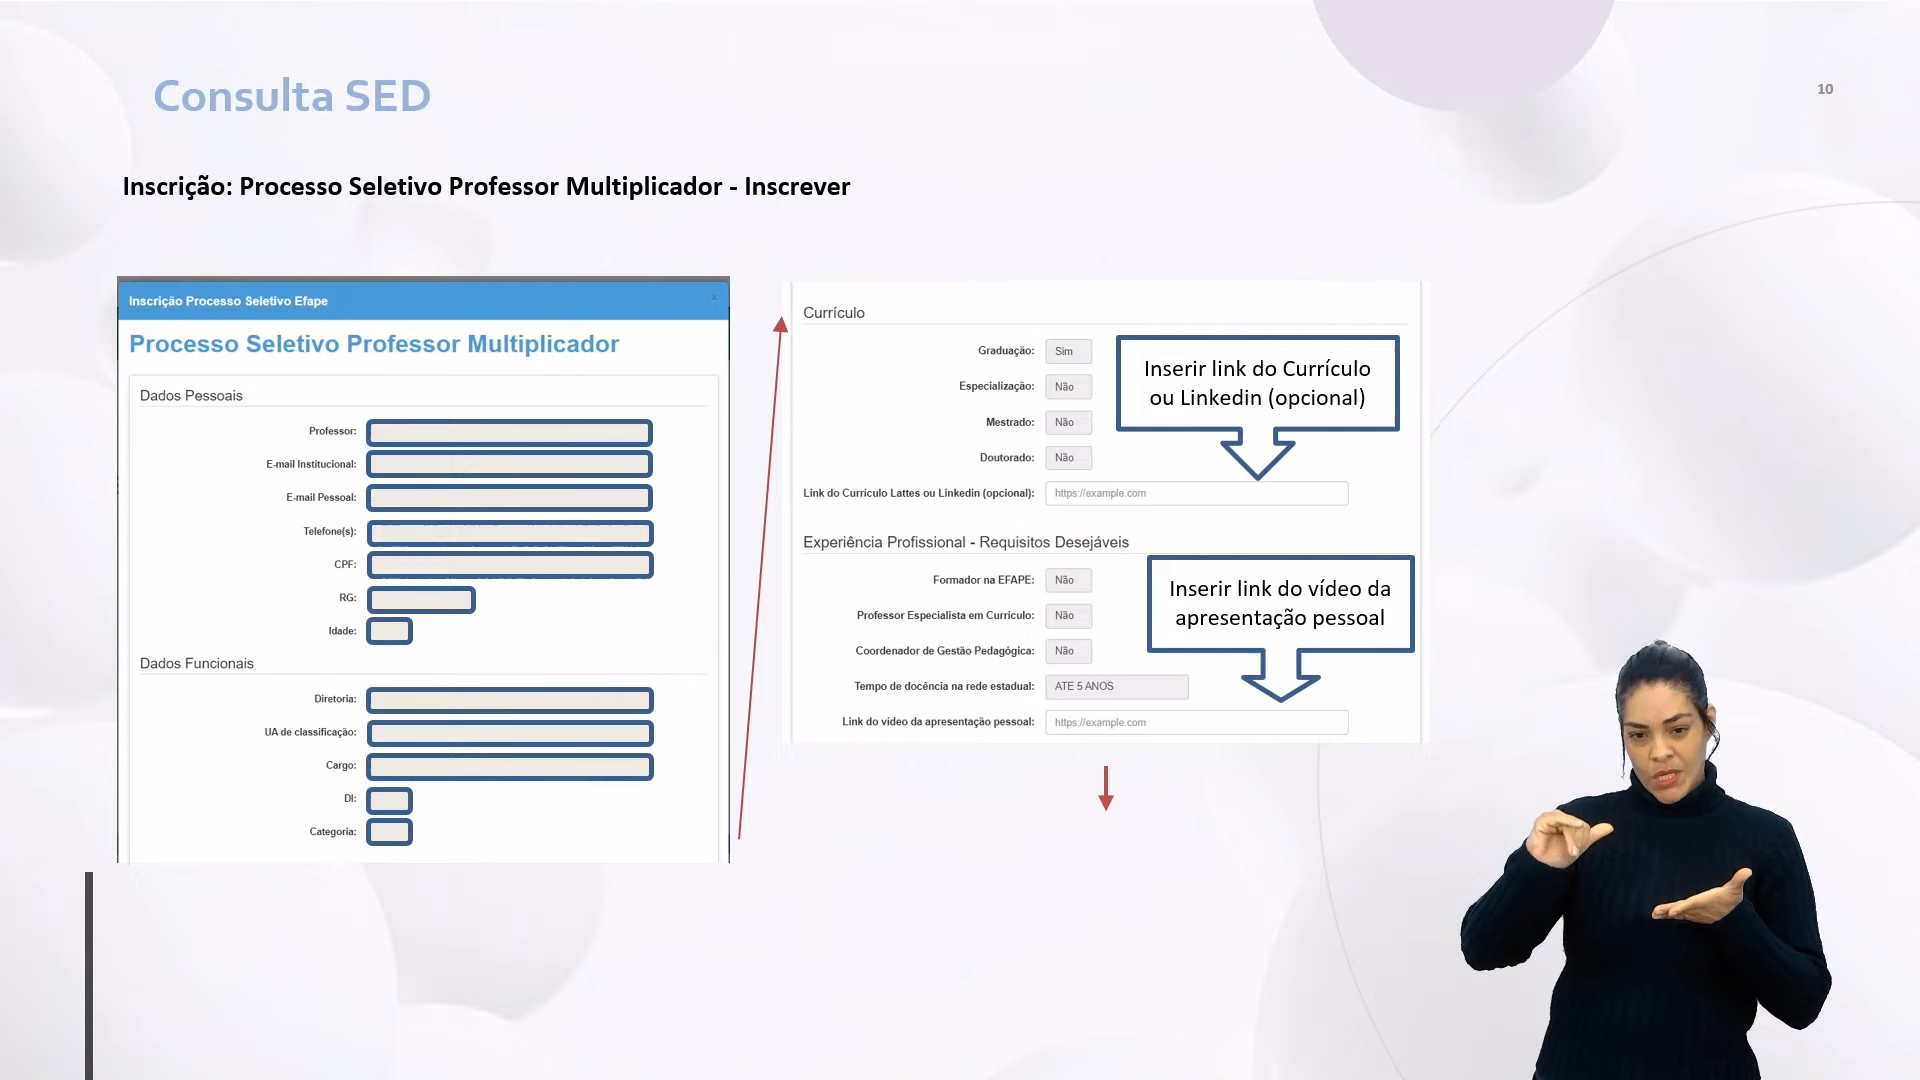 Consulta SED
10
Inscrição: Processo Seletivo Professor Multiplicador - Inscrever
Inscrição Processo Seletivo Efape
x
Processo Seletivo Professor Multiplicador
Dados Pessoais
Professor:
E-mail Institucional:
E-mail Pessoal:
Telefone(s):
CPF:
RG:
Idade:
Dados Funcionais
Diretoria:
UA de classificação:
Cargo:
DI:
Categoria:
Currículo
Graduação: Sim
Especialização: Não
Mestrado: Não
Doutorado: Não
Inserir link do Currículo
ou Linkedin (opcional)
Link do Currículo Lattes ou Linkedin (opcional): https://example.com
Experiência Profissional - Requisitos Desejáveis
Formador na EFAPE: Não
Professor Especialista em Currículo: Não
Coordenador de Gestão Pedagógica: Não
Inserir link do vídeo da
apresentação pessoal
Tempo de docência na rede estadual: ATE 5 ANOS
Link do vídeo da apresentação pessoal: https://example.com